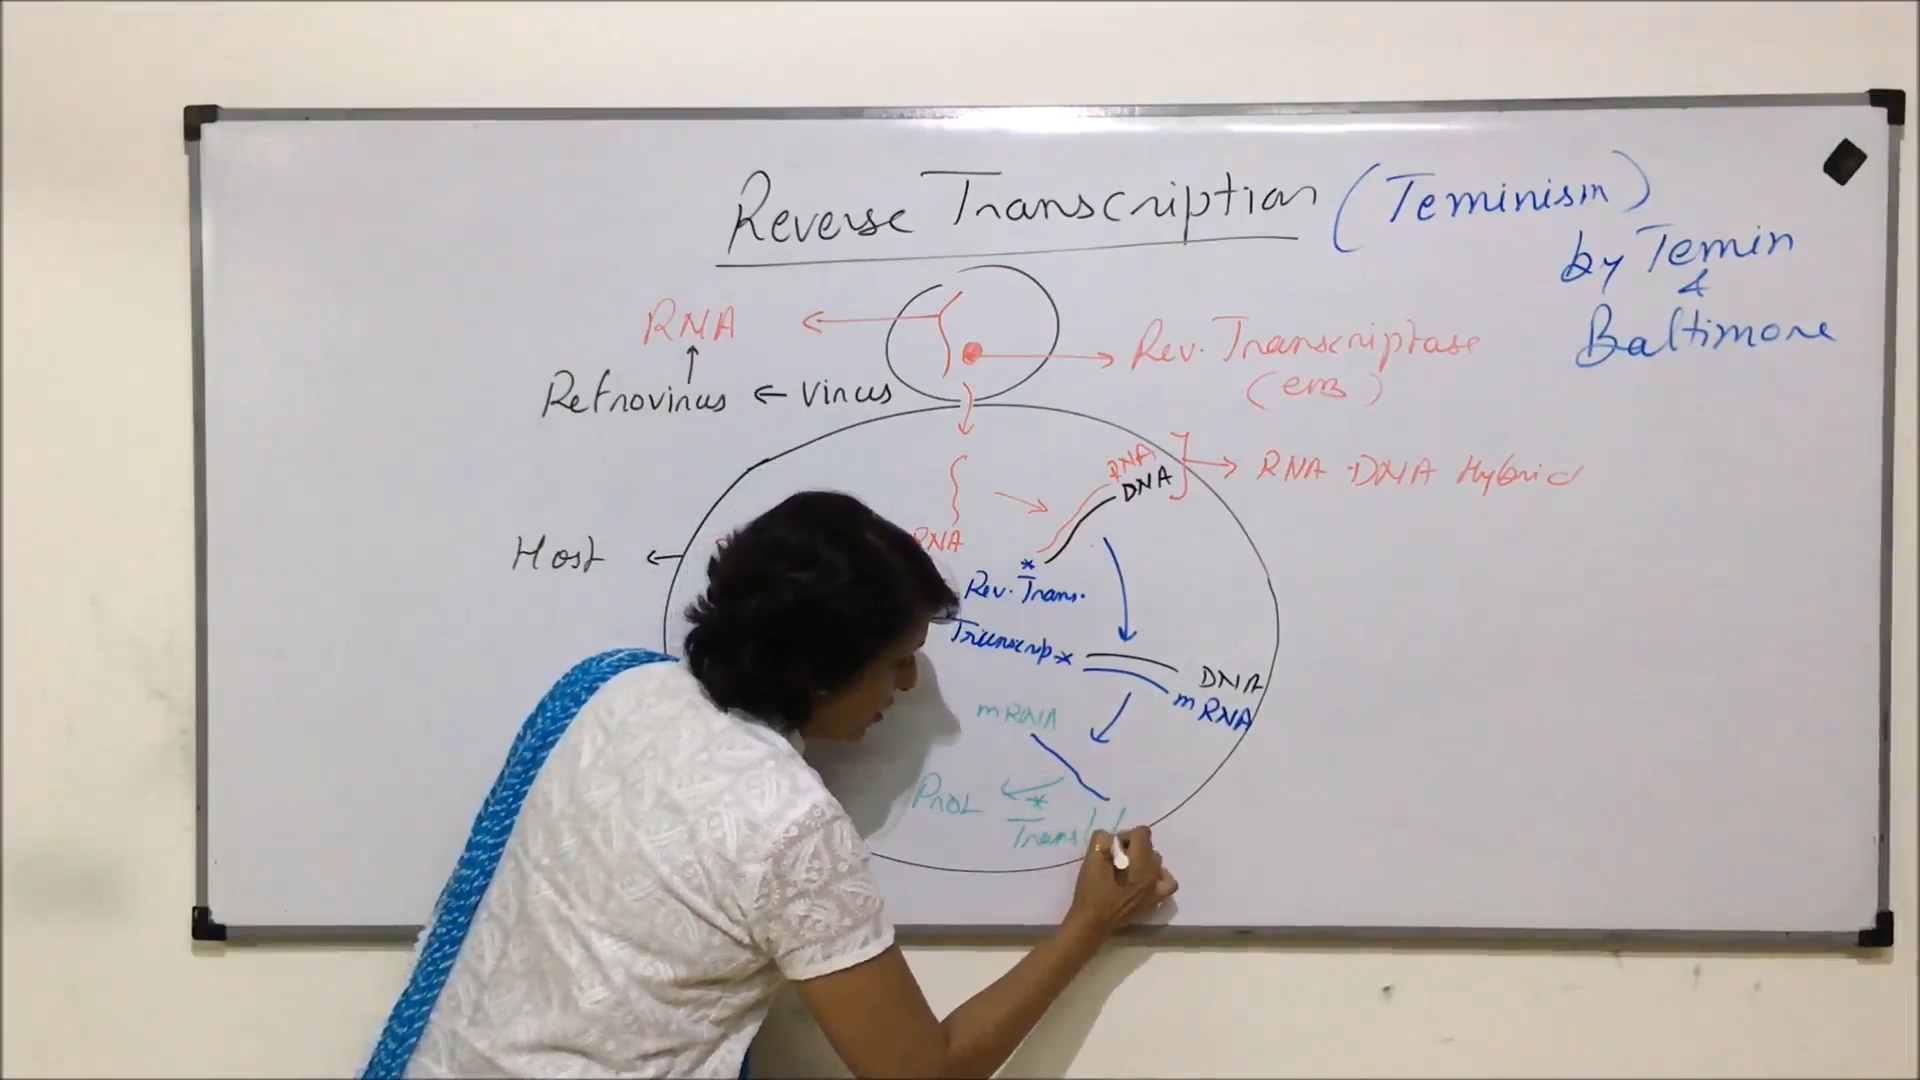 Reverse Transcription (Teminism)
by Temin
&
Baltimore
RNA
Rev. Transcriptase
(enz)
Retrovirus ← Virus
RNA
DNA
RNA-DNA Hybrid
RNA
Host
*
Rev. Trans.
Transcrip *
DNA
mRNA
mRNA
Prot
*
Transl